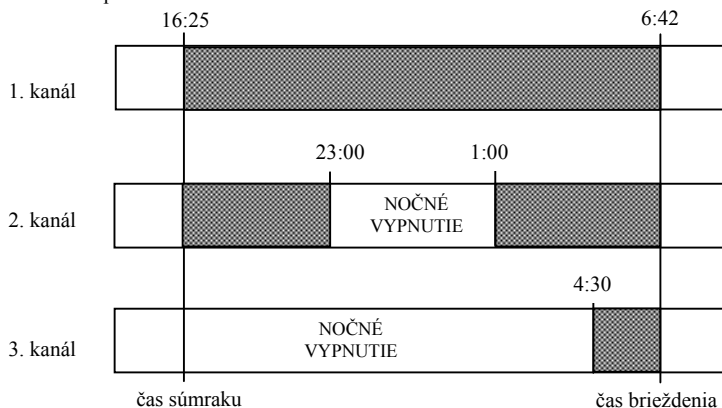 16:25 6:42
1. kanál
23:00 1:00
2. kanál
NOČNÉ
VYPNUTIE
4:30
3. kanál
NOČNÉ
VYPNUTIE
čas súmraku čas brieždenia